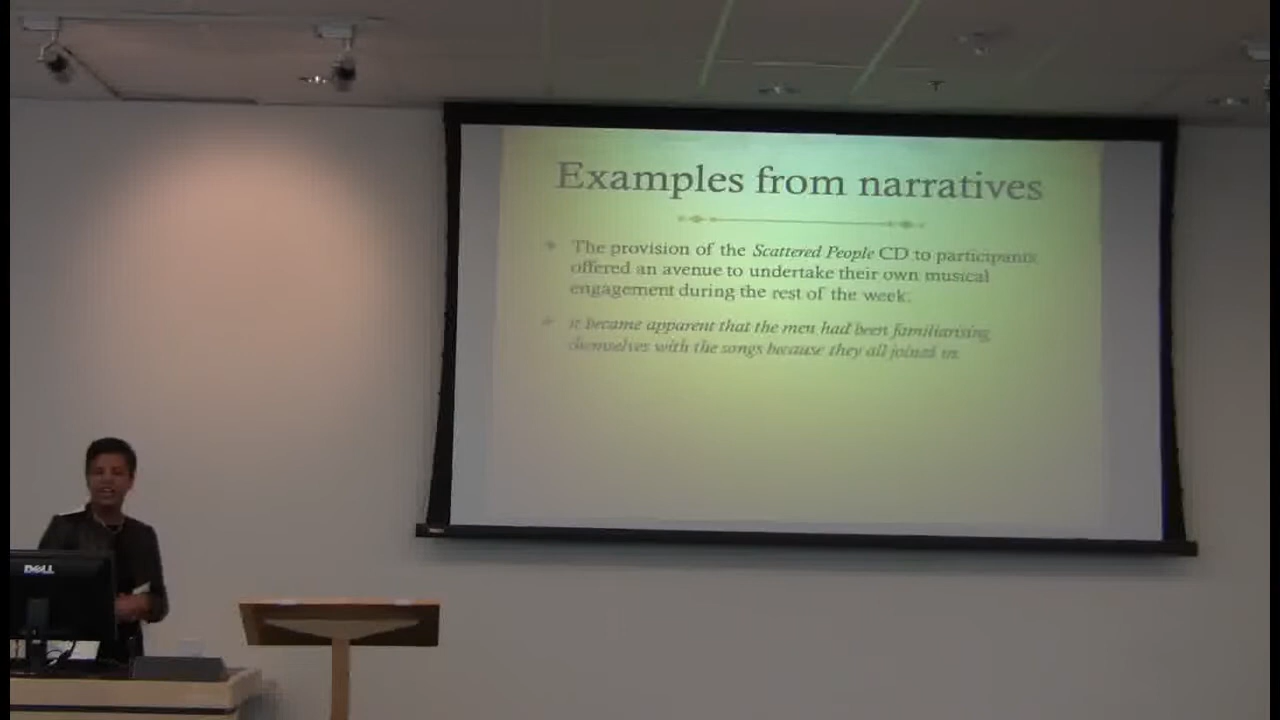 Examples from narratives
The provision of the Scattered People CD to participants
offered an avenue to undertake their own musical
engagement during the rest of the week.
it became apparent that the men had been familiarising
themselves with the songs because they all joined in.
DELL